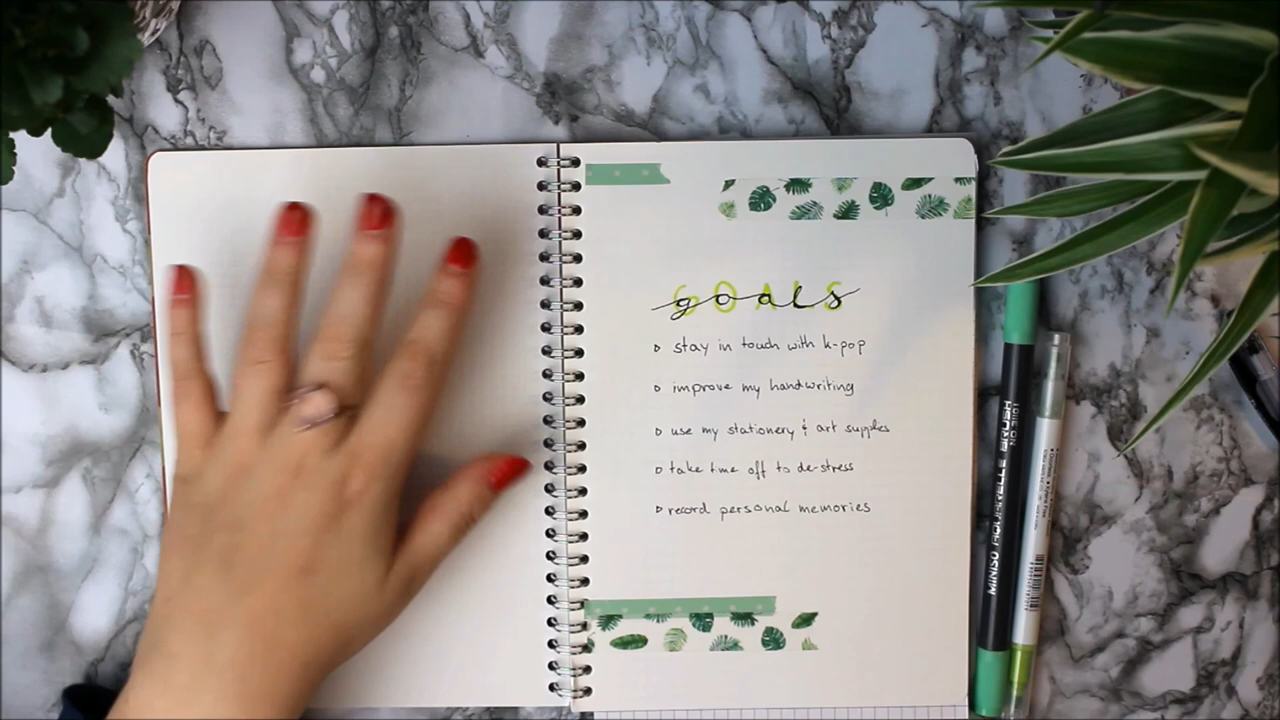 GOALS
goals
stay in touch with k-pop
improve my handwriting
use my stationery & art supplies
take time off to de-stress
record personal memories
MINISO AQUARELLE BRUSH